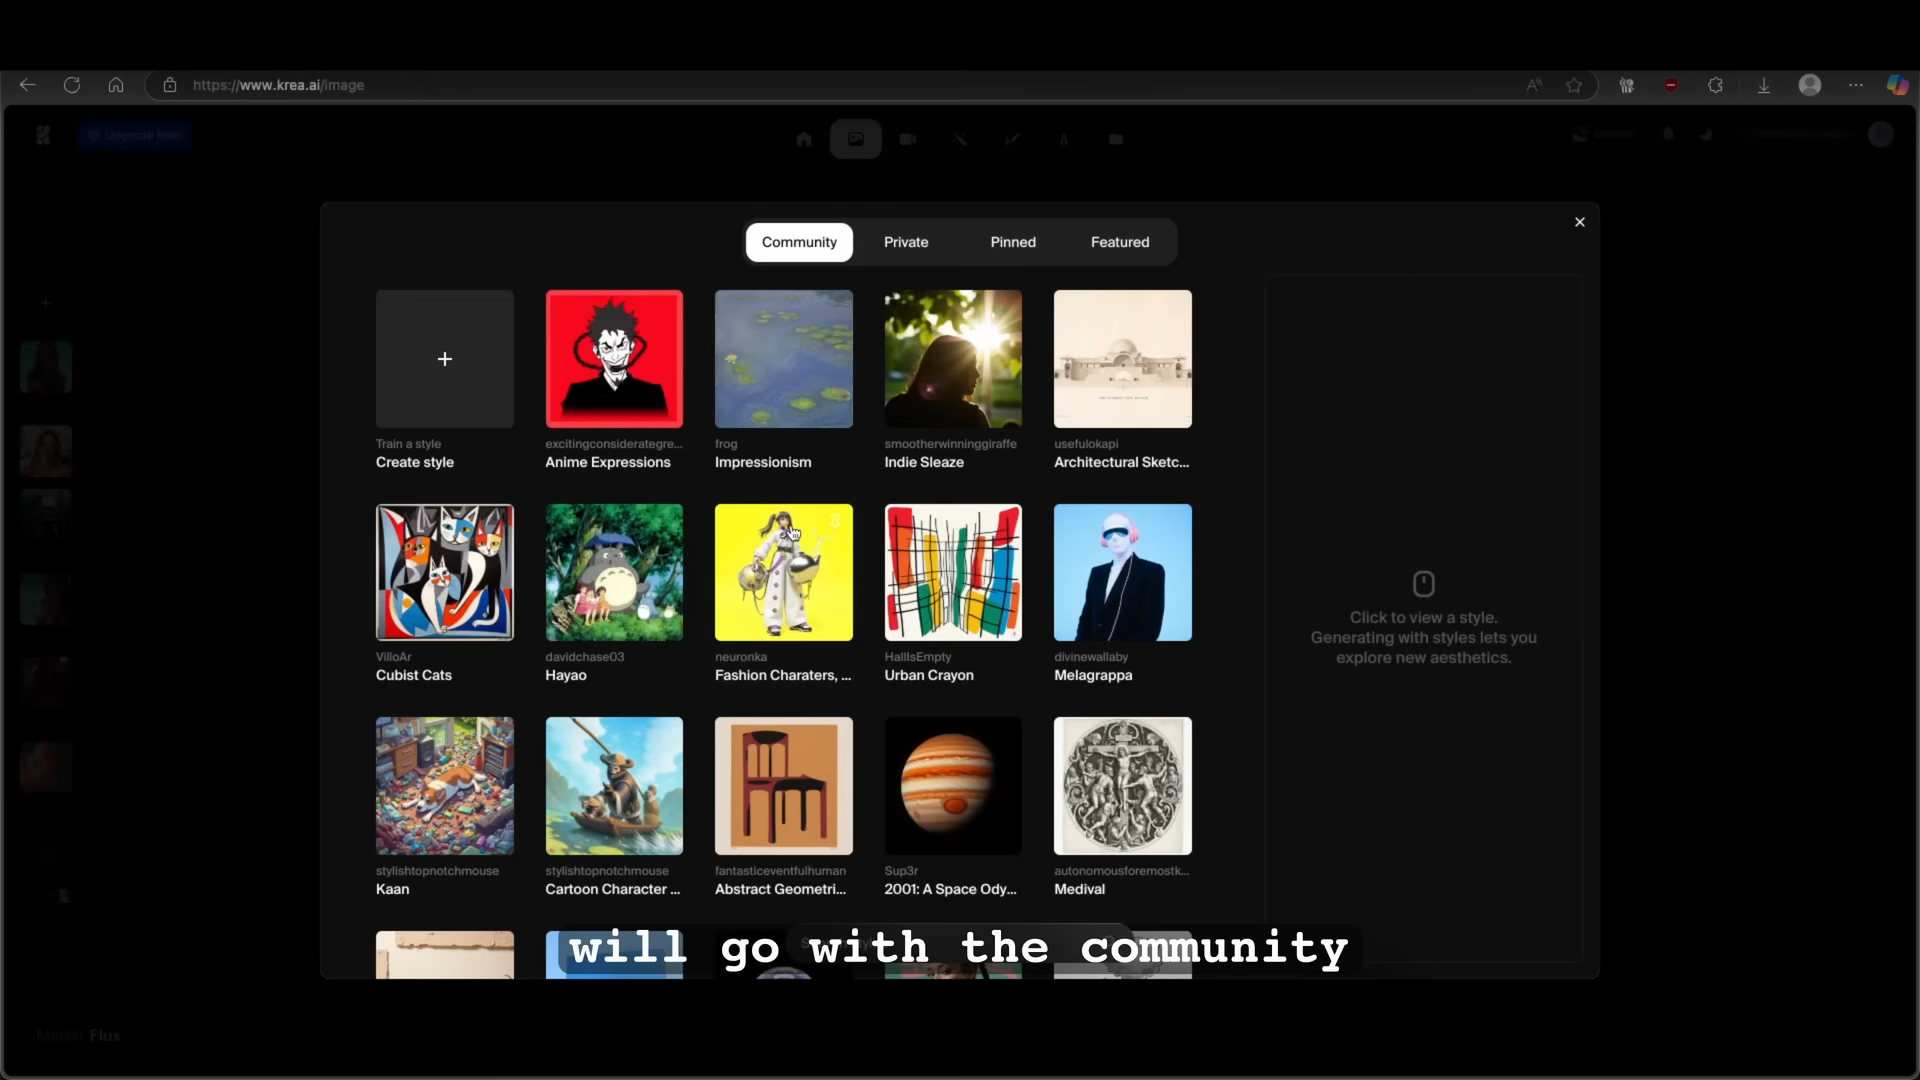 https://www.krea.ai/image
Community
Private
Pinned
Featured
Train a style
Create style
excitingconsiderategre...
Anime Expressions
frog
Impressionism
smootherwinninggiraffe
Indie Sleaze
usefulokapi
Architectural Sketc...
VilloAr
Cubist Cats
davidchase03
Hayao
neuronka
Fashion Charaters, ...
HallIsEmpty
Urban Crayon
divinewallaby
Melagrappa
Click to view a style.
Generating with styles lets you
explore new aesthetics.
stylishtopnotchmouse
Kaan
stylishtopnotchmouse
Cartoon Character ...
fantasticeventfulhuman
Abstract Geometri...
Sup3r
2001: A Space Ody...
autonomousforemostk...
Medival
will go with the community
Flux